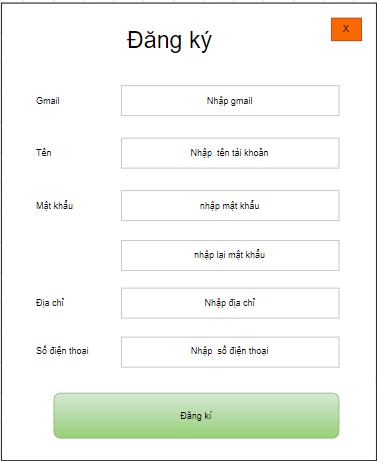 Đăng ký
X
Gmail
Nhập gmail
Tên
Nhập tên tải khoản
Mật khẩu
nhập mật khẩu
nhập lại mật khẩu
Địa chỉ
Nhập địa chỉ
Số điện thoại
Nhập số điện thoại
Đăng kí